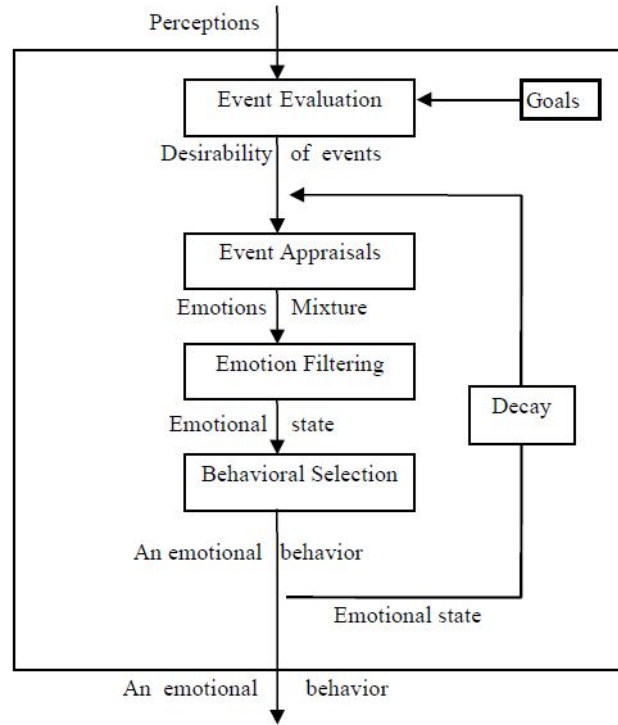 Perceptions
Event Evaluation
Goals
Desirability of events
Event Appraisals
Emotions Mixture
Emotion Filtering
Decay
Emotional state
Behavioral Selection
An emotional behavior
Emotional state
An emotional behavior